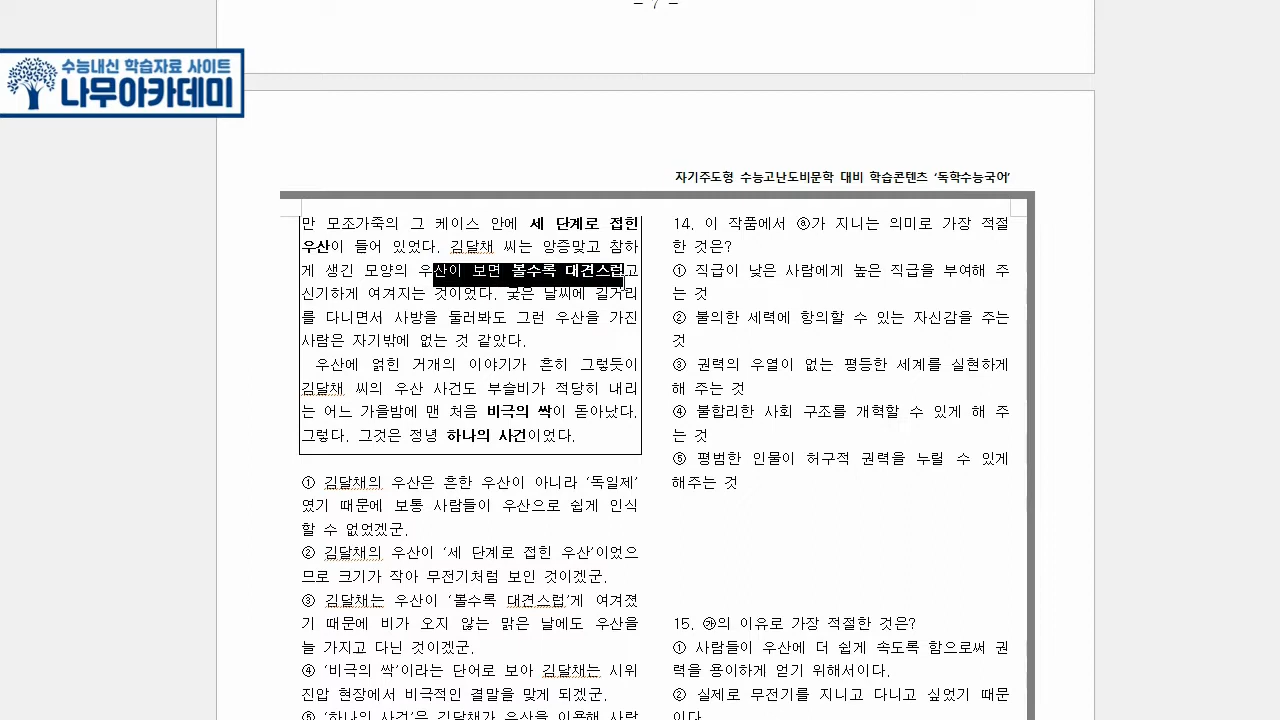 - 7 -
수능내신 학습자료 사이트
나무아카데미
자기주도형 수능고난도비문학 대비 학습콘텐츠 '독학수능국어'
만 모조가죽의 그 케이스 안에 세 단계로 접힌
우산이 들어 있었다. 김달채 씨는 앙증맞고 참하
게 생긴 모양의 우산이 보면 볼수록 대견스럽고
신기하게 여겨지는 것이었다. 궂은 날씨에 길거리
를 다니면서 사방을 둘러봐도 그런 우산을 가진
사람은 자기밖에 없는 것 같았다.
우산에 얽힌 거개의 이야기가 흔히 그렇듯이
김달채 씨의 우산 사건도 부슬비가 적당히 내리
는 어느 가을밤에 맨 처음 비극의 싹이 돋아났다.
그렇다. 그것은 정녕 하나의 사건이었다.
① 김달채의 우산은 흔한 우산이 아니라 '독일제'
였기 때문에 보통 사람들이 우산으로 쉽게 인식
할 수 없었겠군.
② 김달채의 우산이 '세 단계로 접힌 우산'이었으
므로 크기가 작아 무전기처럼 보인 것이겠군.
③ 김달채는 우산이 '볼수록 대견스럽'게 여겨졌
기 때문에 비가 오지 않는 맑은 날에도 우산을
늘 가지고 다닌 것이겠군.
④ '비극의 싹'이라는 단어로 보아 김달채는 시위
진압 현장에서 비극적인 결말을 맞게 되겠군.
⑤ '하나의 사건'은 김달채가 우산을 이용해 사람
14. 이 작품에서 ⓐ가 지니는 의미로 가장 적절
한 것은?
① 직급이 낮은 사람에게 높은 직급을 부여해 주
는 것
② 불의한 세력에 항의할 수 있는 자신감을 주는
것
③ 권력의 우열이 없는 평등한 세계를 실현하게
해 주는 것
④ 불합리한 사회 구조를 개혁할 수 있게 해 주
는 것
⑤ 평범한 인물이 허구적 권력을 누릴 수 있게
해주는 것
15. ㉮의 이유로 가장 적절한 것은?
① 사람들이 우산에 더 쉽게 속도록 함으로써 권
력을 용이하게 얻기 위해서이다.
② 실제로 무전기를 지니고 다니고 싶었기 때문
이다.